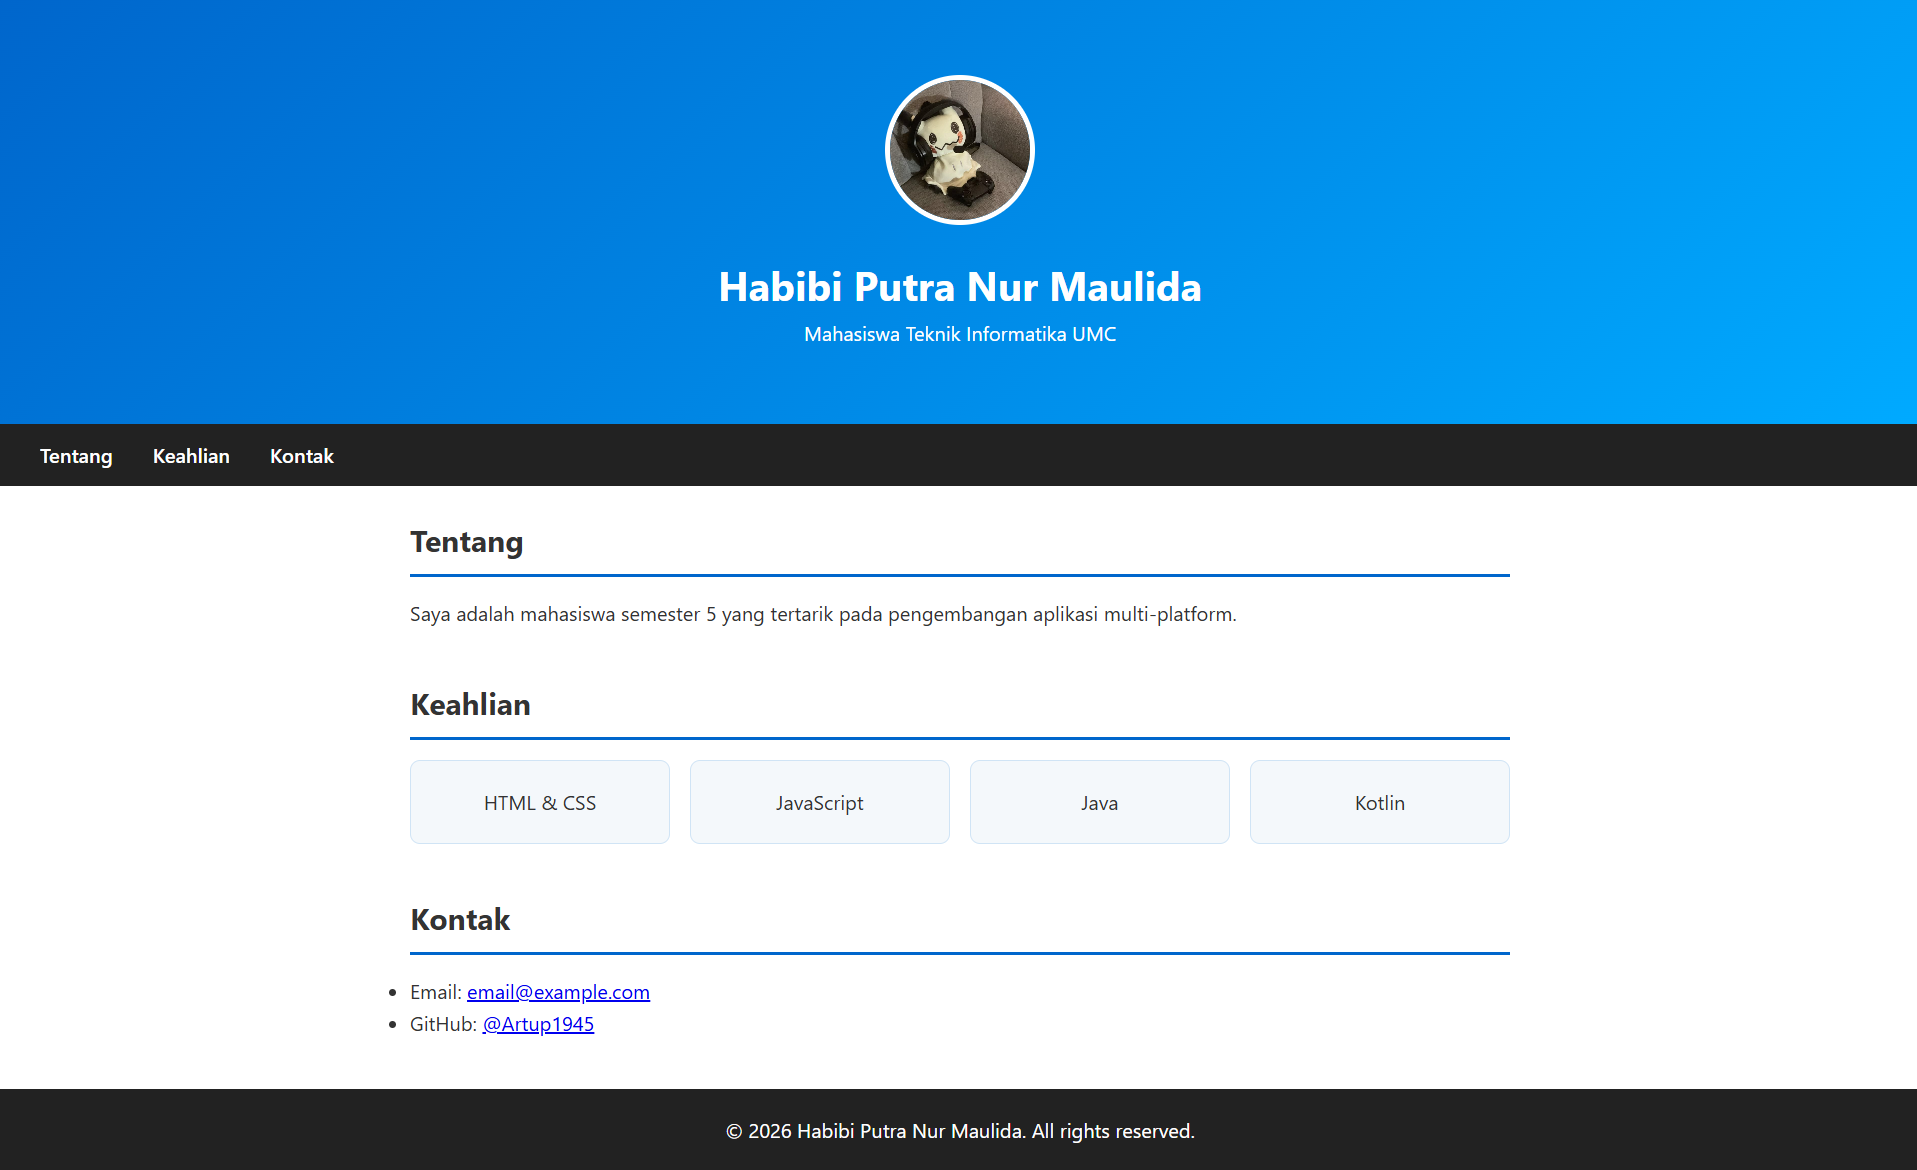 Habibi Putra Nur Maulida
Mahasiswa Teknik Informatika UMC
Tentang Keahlian Kontak
Tentang
Saya adalah mahasiswa semester 5 yang tertarik pada pengembangan aplikasi multi-platform.
Keahlian
HTML & CSS JavaScript Java Kotlin
Kontak
• Email: email@example.com
• GitHub: @Artup1945
© 2026 Habibi Putra Nur Maulida. All rights reserved.